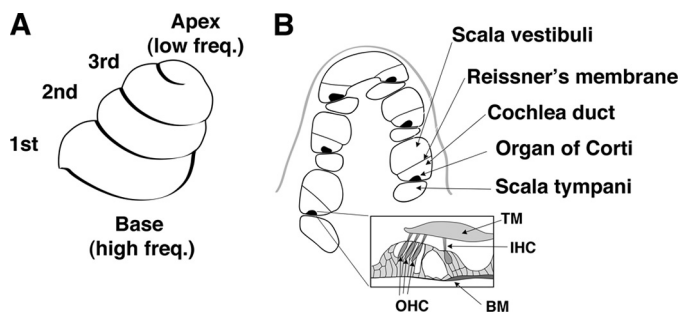 A
Apex
(low freq.)
3rd
2nd
1st
Base
(high freq.)
B
Scala vestibuli
Reissner's membrane
Cochlea duct
Organ of Corti
Scala tympani
TM
IHC
OHC
BM